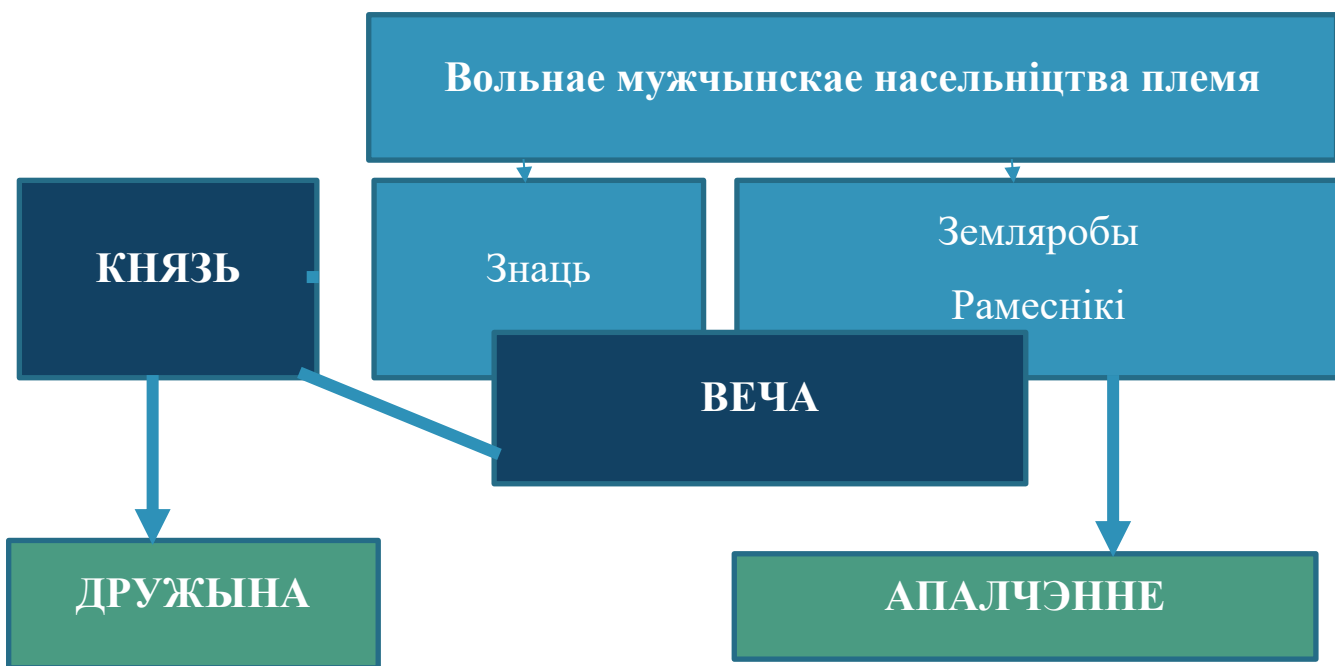 Вольнае мужчынскае насельніцтва племя
КНЯЗЬ
Знаць
Земляробы
Рамеснікі
ВЕЧА
ДРУЖЫНА
АПАЛЧЭННЕ